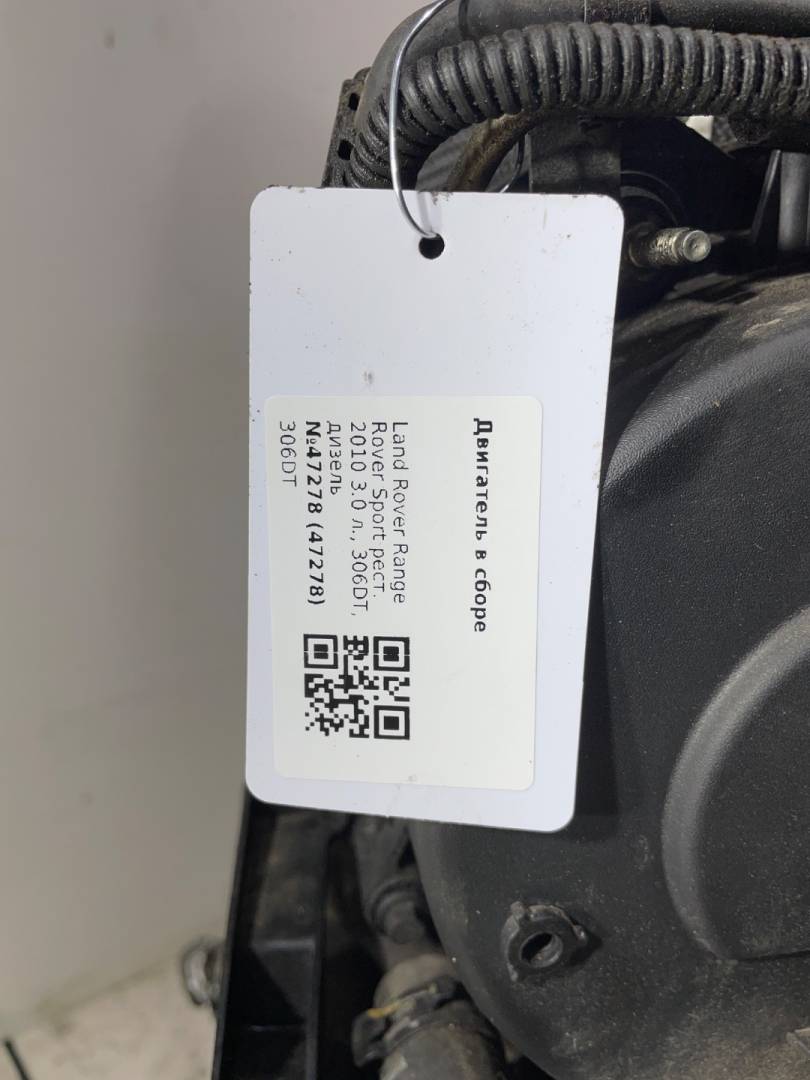 Двигатель в сборе
Land Rover Range
Rover Sport рест.
2010 3.0 л., 306DT,
дизель
№47278 (47278)
306DT